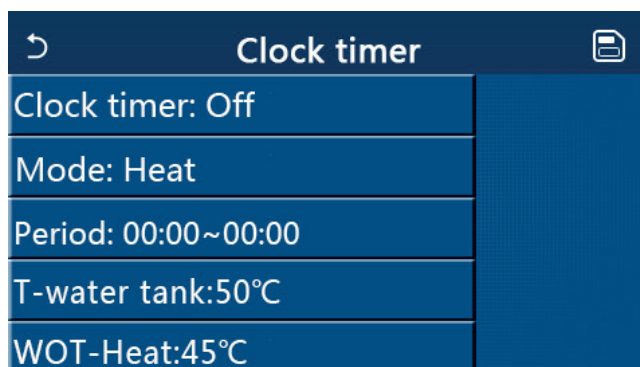 Clock timer
Clock timer: Off
Mode: Heat
Period: 00:00~00:00
T-water tank:50℃
WOT-Heat:45℃